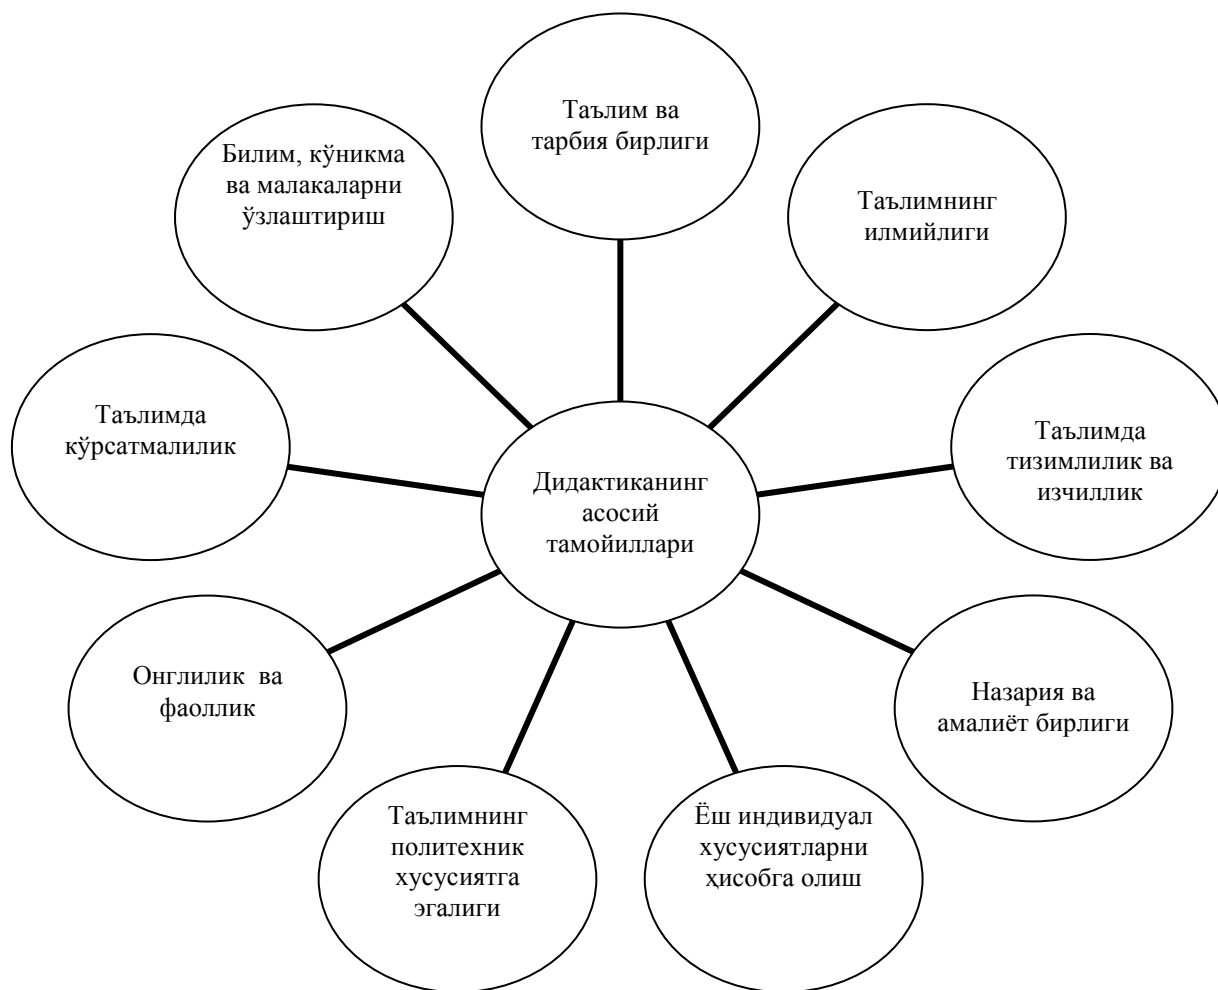 Таълим ва
тарбия бирлиги
Билим, кўникма
ва малакаларни
ўзлаштириш
Таълимнинг
илмийлиги
Таълимда
кўрсатмалилик
Таълимда
тизимлилик ва
изчиллик
Дидактиканинг
асосий
тамойиллари
Онглилик ва
фаоллик
Назария ва
амалиёт бирлиги
Таълимнинг
политехник
хусусиятга
эгалиги
Ёш индивидуал
хусусиятларни
ҳисобга олиш